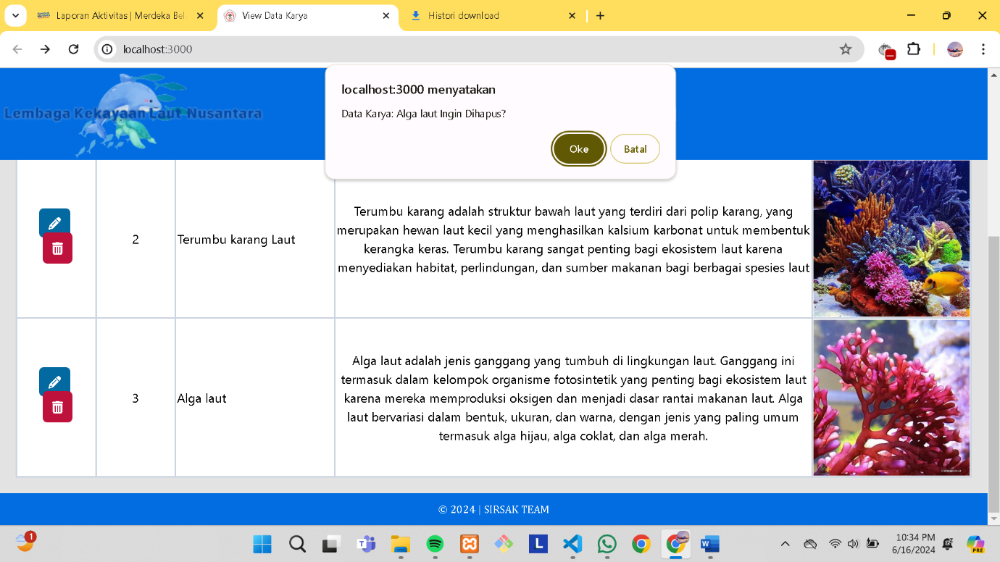 Laporan Aktivitas | Merdeka Bel
View Data Karya
Histori download
localhost:3000
Lembaga Kekayaan Laut Nusantara
localhost:3000 menyatakan
Data Karya: Alga laut Ingin Dihapus?
Oke
Batal
2
Terumbu karang Laut
Terumbu karang adalah struktur bawah laut yang terdiri dari polip karang, yang
merupakan hewan laut kecil yang menghasilkan kalsium karbonat untuk membentuk
kerangka keras. Terumbu karang sangat penting bagi ekosistem laut karena
menyediakan habitat, perlindungan, dan sumber makanan bagi berbagai spesies laut
3
Alga laut
Alga laut adalah jenis ganggang yang tumbuh di lingkungan laut. Ganggang ini
termasuk dalam kelompok organisme fotosintetik yang penting bagi ekosistem laut
karena mereka memproduksi oksigen dan menjadi dasar rantai makanan laut. Alga
laut bervariasi dalam bentuk, ukuran, dan warna, dengan jenis yang paling umum
termasuk alga hijau, alga coklat, dan alga merah.
© 2024 | SIRSAK TEAM
1
L
10:34 PM
6/16/2024
PRE